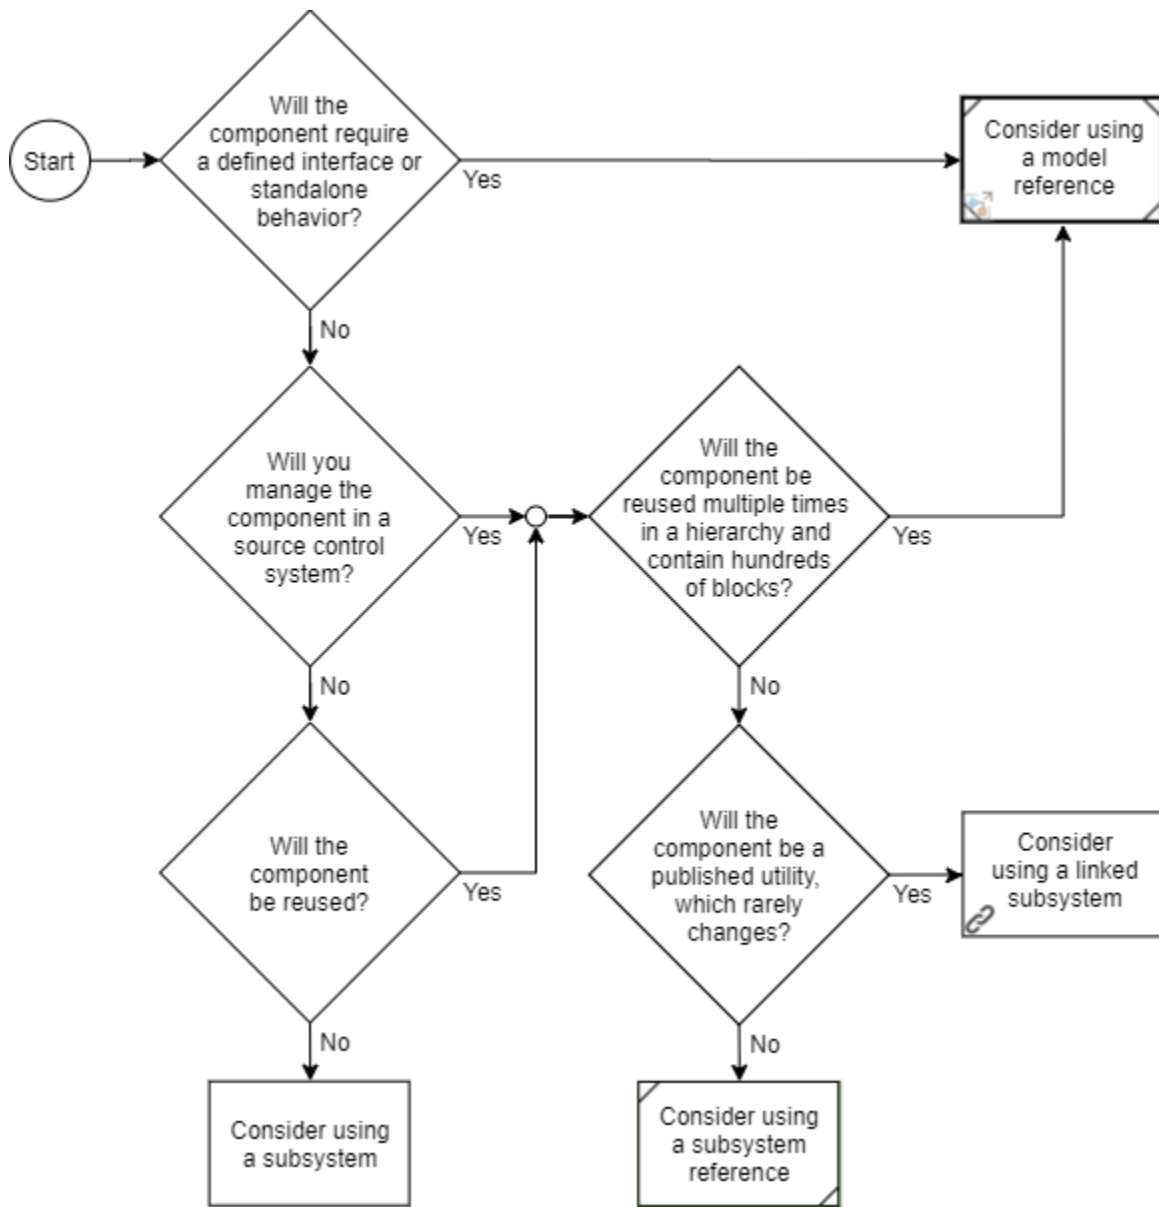 Start
Will the
component require
a defined interface or
standalone
behavior?
Yes
Consider using
a model
reference
No
Will you
manage the
component in a
source control
system?
Yes
Will the
component be
reused multiple times
in a hierarchy and
contain hundreds
of blocks?
Yes
No
No
Will the
component
be reused?
Yes
Will the
component be a
published utility,
which rarely
changes?
Yes
Consider
using a linked
subsystem
No
No
Consider using
a subsystem
Consider using
a subsystem
reference